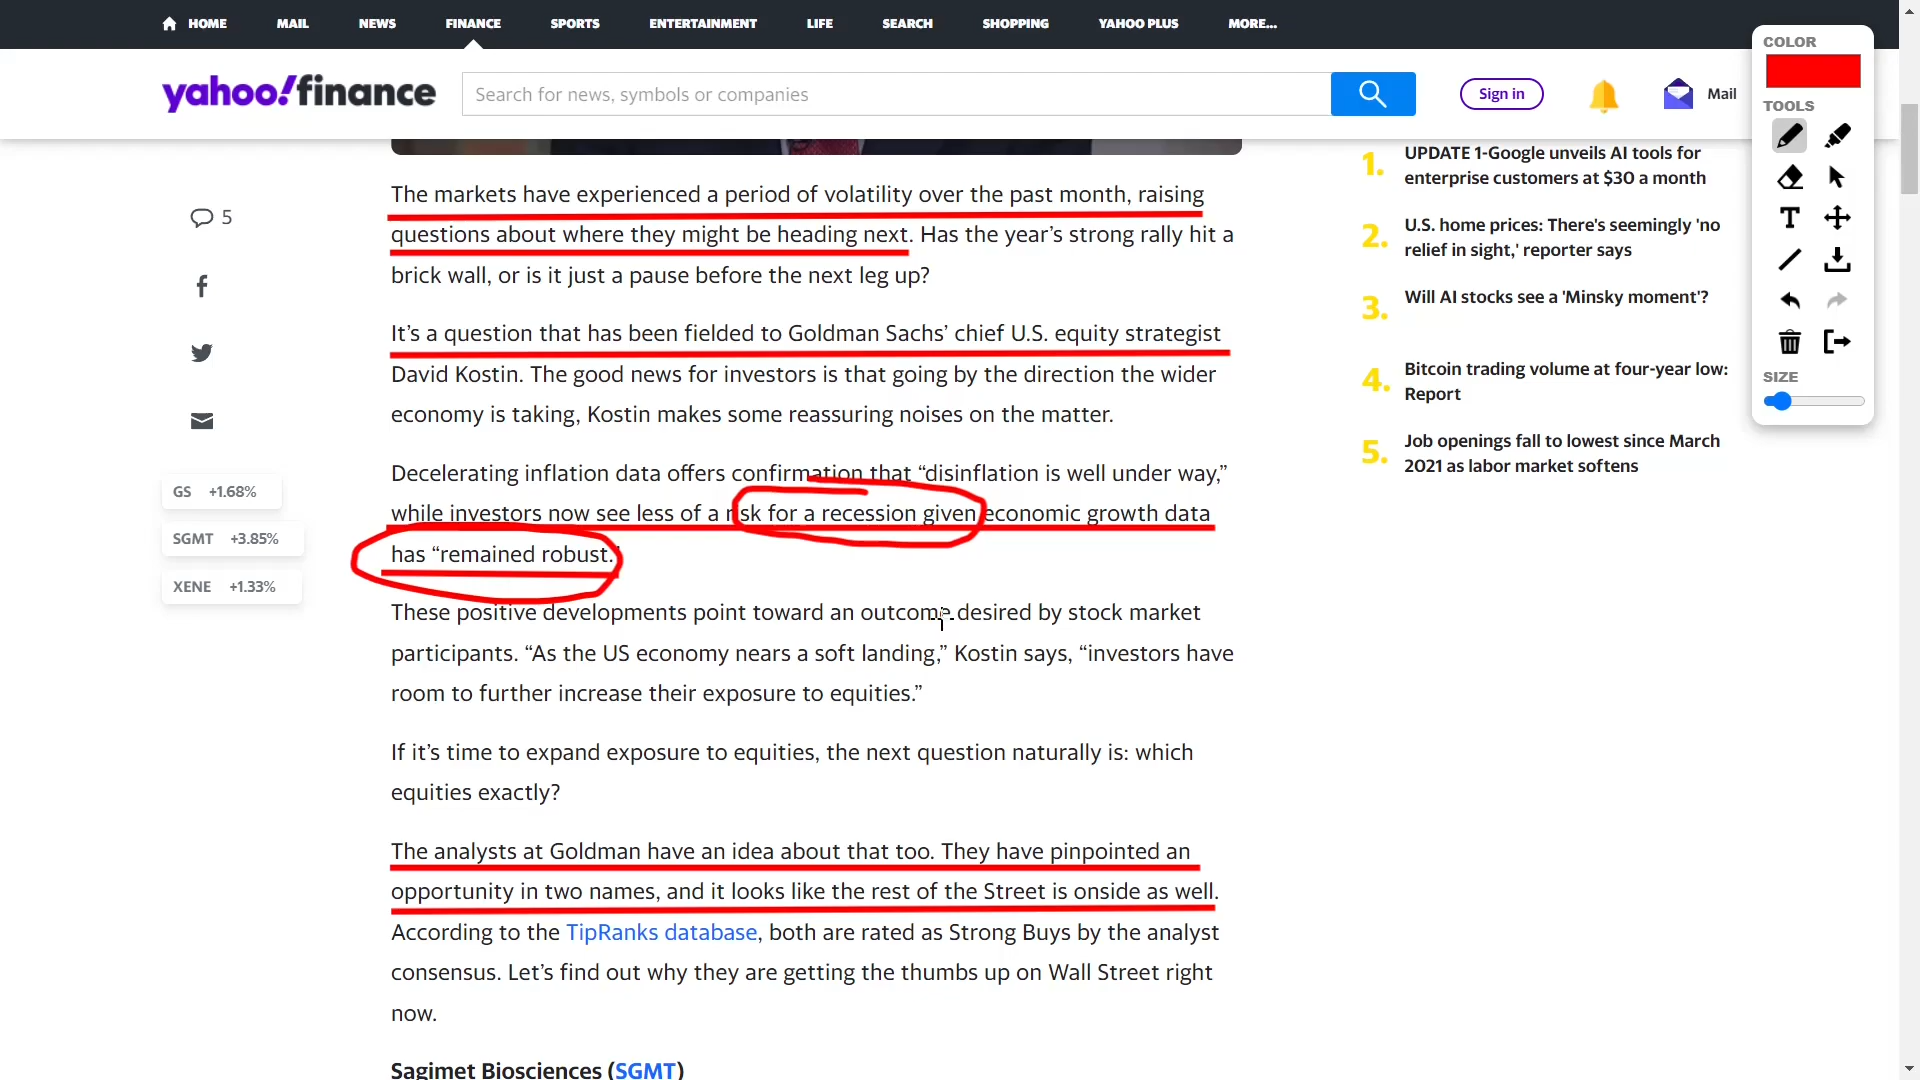 HOME MAIL NEWS FINANCE SPORTS ENTERTAINMENT LIFE SEARCH SHOPPING YAHOO PLUS MORE...
yahoo!finance
Search for news, symbols or companies
Sign in
Mail
COLOR
TOOLS
T
SIZE
5
GS +1.68%
SGMT +3.85%
XENE +1.33%
The markets have experienced a period of volatility over the past month, raising
questions about where they might be heading next. Has the year’s strong rally hit a
brick wall, or is it just a pause before the next leg up?
It’s a question that has been fielded to Goldman Sachs’ chief U.S. equity strategist
David Kostin. The good news for investors is that going by the direction the wider
economy is taking, Kostin makes some reassuring noises on the matter.
Decelerating inflation data offers confirmation that “disinflation is well under way,”
while investors now see less of a risk for a recession given economic growth data
has “remained robust.”
These positive developments point toward an outcome desired by stock market
participants. “As the US economy nears a soft landing,” Kostin says, “investors have
room to further increase their exposure to equities.”
If it’s time to expand exposure to equities, the next question naturally is: which
equities exactly?
The analysts at Goldman have an idea about that too. They have pinpointed an
opportunity in two names, and it looks like the rest of the Street is onside as well.
According to the TipRanks database, both are rated as Strong Buys by the analyst
consensus. Let’s find out why they are getting the thumbs up on Wall Street right
now.
Sagimet Biosciences (SGMT)
1. UPDATE 1-Google unveils AI tools for
enterprise customers at $30 a month
2. U.S. home prices: There's seemingly 'no
relief in sight,' reporter says
3. Will AI stocks see a 'Minsky moment'?
4. Bitcoin trading volume at four-year low:
Report
5. Job openings fall to lowest since March
2021 as labor market softens